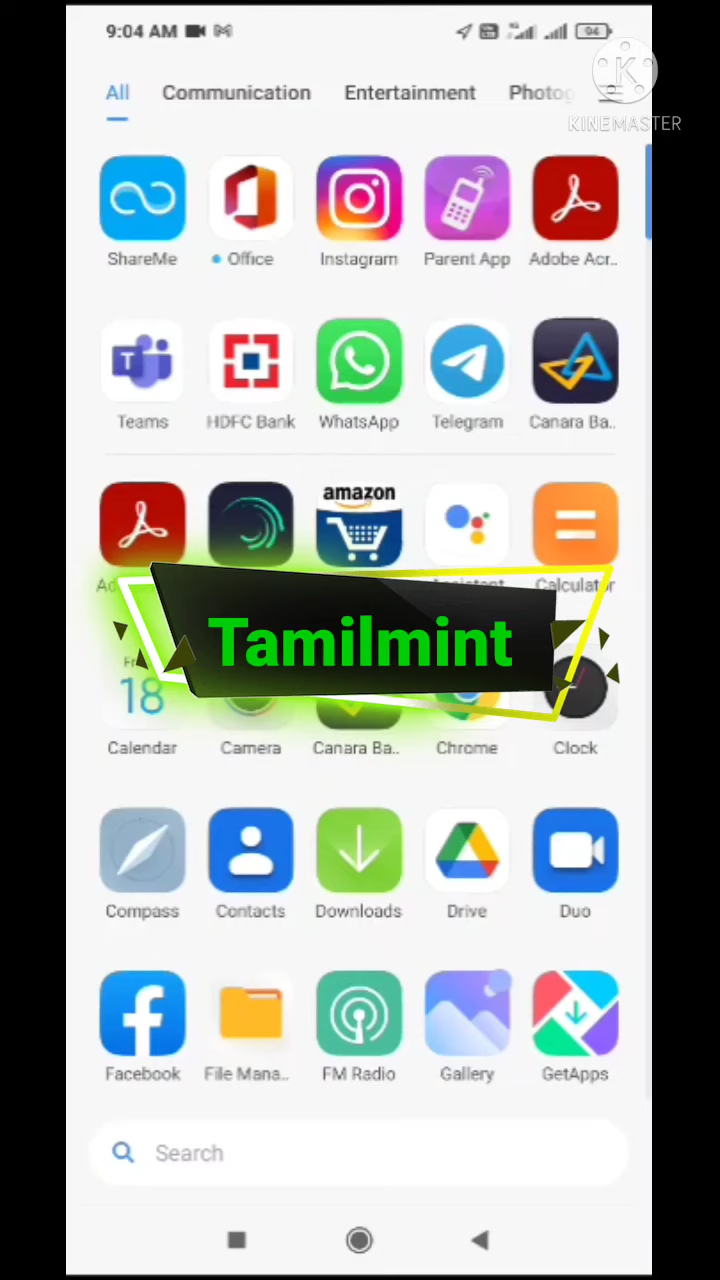 9:04 AM
94
All Communication Entertainment Photog
KINEMASTER
ShareMe Office Instagram Parent App Adobe Acr..
Teams HDFC Bank WhatsApp Telegram Canara Ba..
amazon
Calculator
Tamilmint
18
Calendar Camera Canara Ba.. Chrome Clock
Compass Contacts Downloads Drive Duo
Facebook File Mana.. FM Radio Gallery GetApps
Search